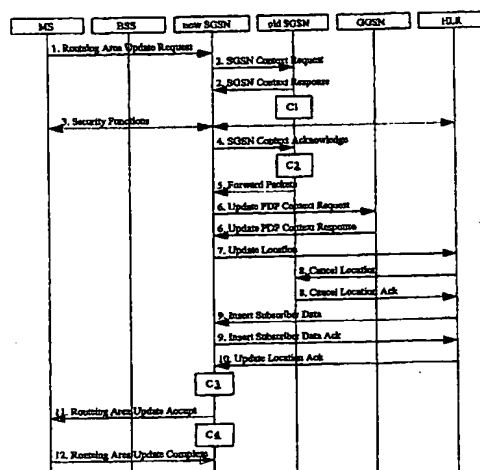 MS BSS new SGSN old SGSN GGSN HLR
1. Routing Area Update Request
2. SGSN Context Request
2. SGSN Context Response
C1
3. Security Functions
4. SGSN Context Acknowledge
C2
5. Forward Packets
6. Update PDP Context Request
6. Update PDP Context Response
7. Update Location
8. Cancel Location
8. Cancel Location Ack
9. Insert Subscriber Data
9. Insert Subscriber Data Ack
10. Update Location Ack
C3
11. Routing Area Update Accept
C4
12. Routing Area Update Complete